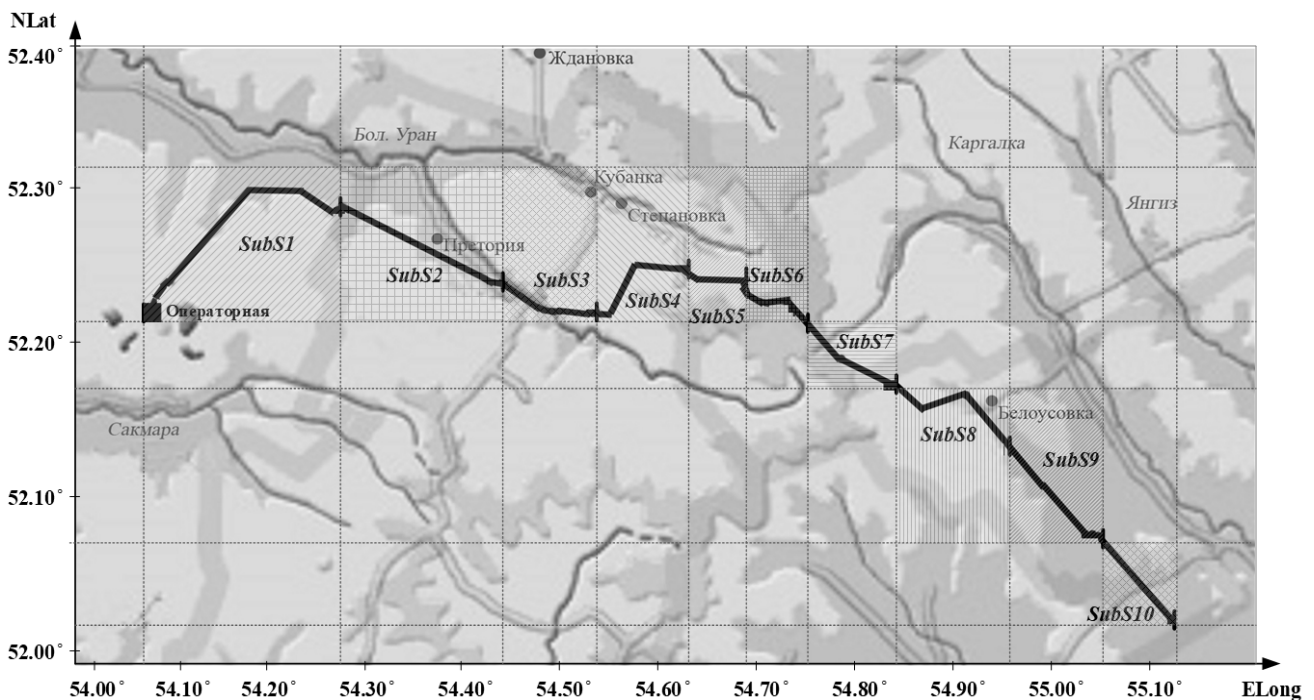 NLat
52.40°
Ждановка
Бол. Уран
Каргалка
Кубанка
52.30°
Янгиз
Степановка
SubS1
Претория
SubS2
SubS3
SubS6
SubS4
Операторная
SubS5
52.20°
SubS7
Белоусовка
Сакмара
SubS8
SubS9
52.10°
SubS10
52.00°
54.00° 54.10° 54.20° 54.30° 54.40° 54.50° 54.60° 54.70° 54.80° 54.90° 55.00° 55.10° ELong